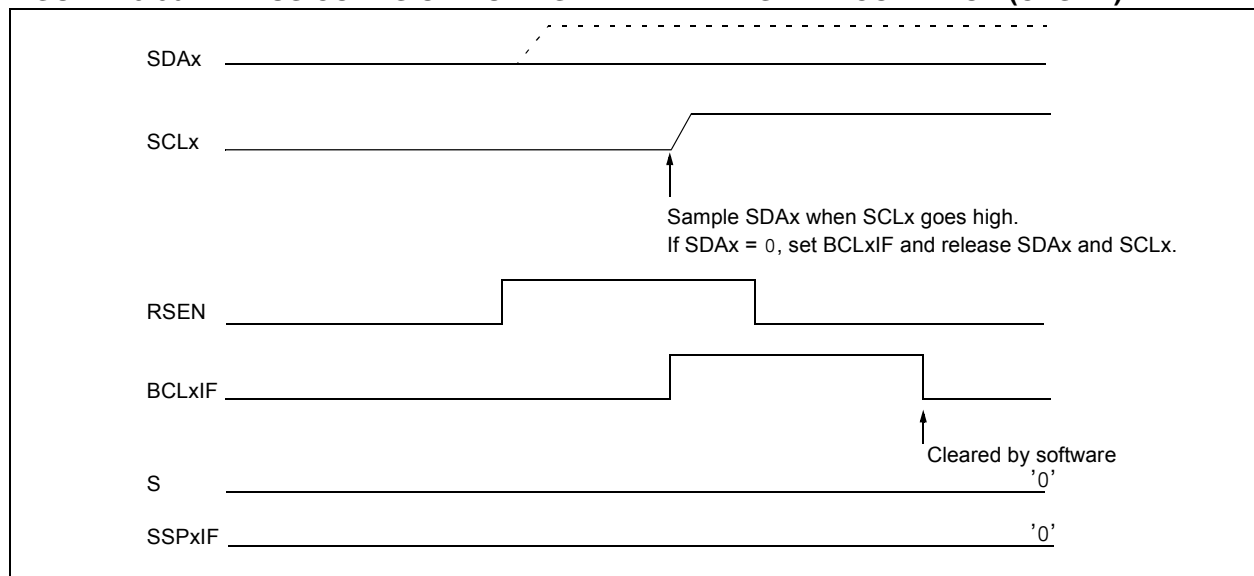 SDAx
SCLx
Sample SDAx when SCLx goes high.
If SDAx = 0, set BCLxIF and release SDAx and SCLx.
RSEN
BCLxIF
Cleared by software
S
'0'
SSPxIF
'0'